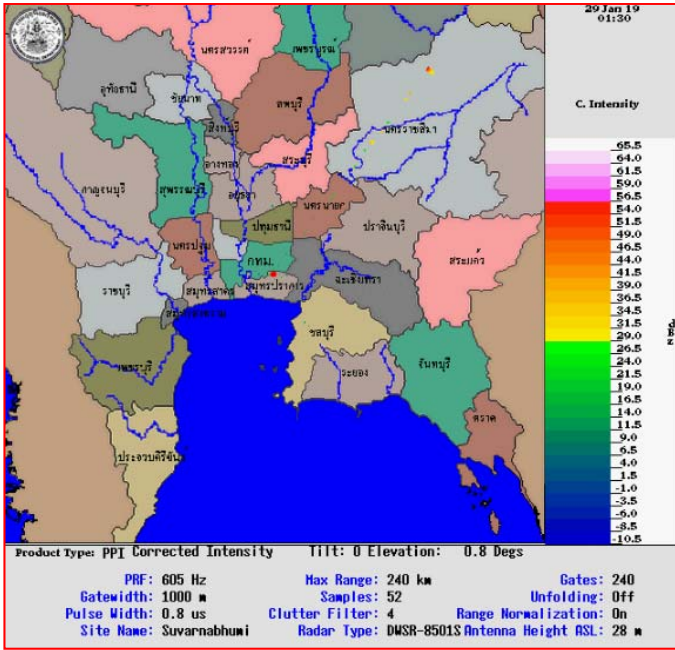 29 Jan 19
01:30
C. Intensity
นครสวรรค์
เพชรบูรณ์
อุทัยธานี
ชัยนาท
ลพบุรี
สิงหบุรี
นครราชสีมา
อ่างทอง
สระบุรี
กาญจนบุรี
สุพรรณบุรี
อยุธยา
นครนายก
ปราจีนบุรี
ปทุมธานี
นครปฐม
กทม.
สระแก้ว
ราชบุรี
สมุทรสาคร
สมุทรปราการ
ฉะเชิงเทรา
ชลบุรี
เพชรบุรี
ระยอง
จันทบุรี
ตราด
ประจวบคีรีขันธ์
65.5
64.0
61.5
59.0
56.5
54.0
51.5
49.0
46.5
44.0
41.5
39.0
36.5
34.0
31.5
29.0
26.5
24.0
21.5
19.0
16.5
14.0
11.5
9.0
6.5
4.0
1.5
-1.0
-3.5
-6.0
-8.5
-10.5
Product Type: PPI Corrected Intensity Tilt: 0 Elevation: 0.8 Degs
PRF: 605 Hz Max Range: 240 km Gates: 240
Gatewidth: 1000 m Samples: 52 Unfolding: Off
Pulse Width: 0.8 us Clutter Filter: 4 Range Normalization: On
Site Name: Suvarnabhumi Radar Type: DWSR-8501S Antenna Height ASL: 28 m